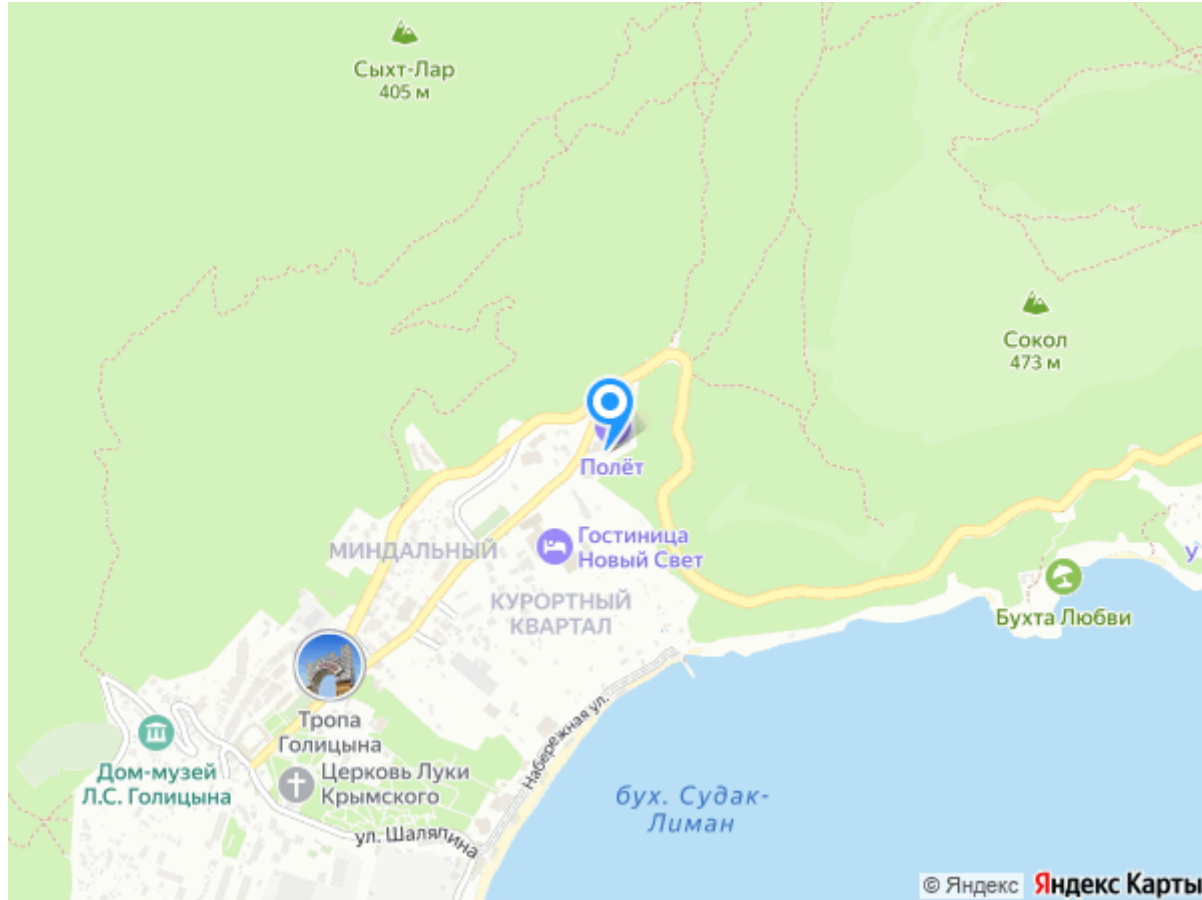 Сыхт-Лар
405 м
Сокол
473 м
Полёт
Гостиница
Новый Свет
МИНДАЛЬНЫЙ
КУРОРТНЫЙ
КВАРТАЛ
У
Бухта Любви
Тропа
Голицына
Набережная ул.
Дом-музей
Л.С. Голицына
Церковь Луки
Крымского
бух. Судак-
Лиман
ул. Шаляпина
© Яндекс Яндекс Карты